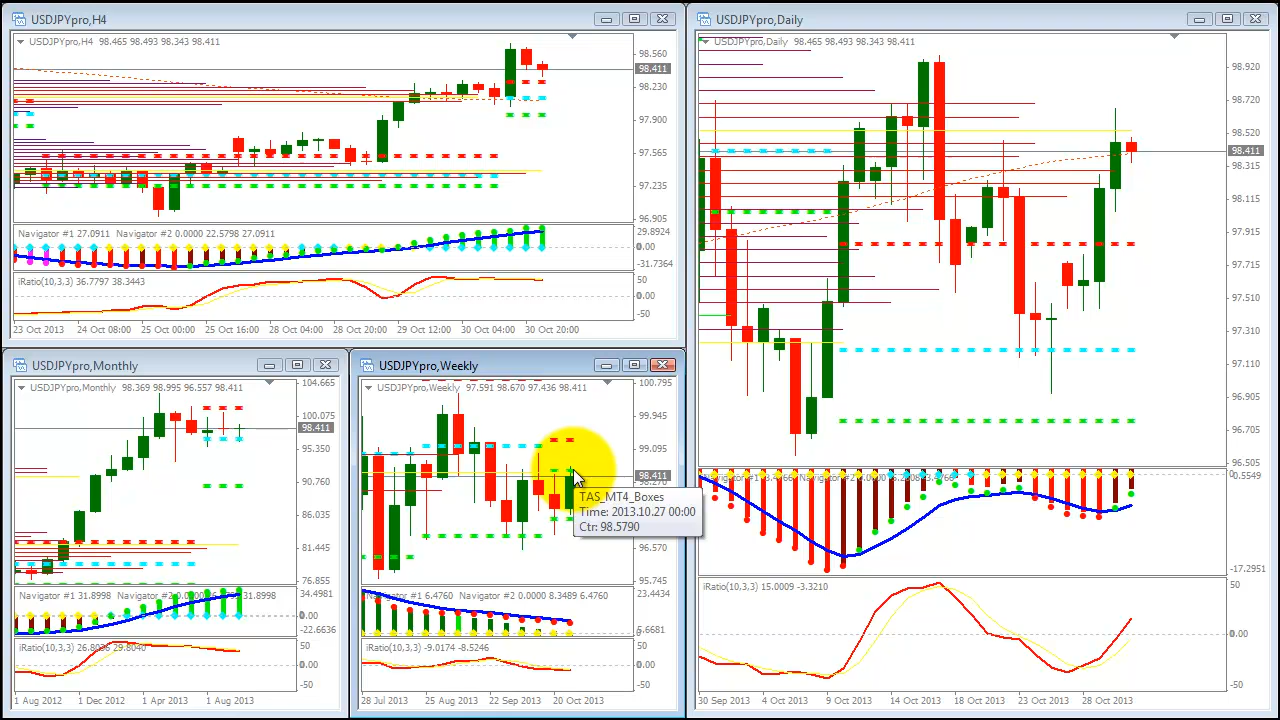 USDJPYpro,H4
USDJPYpro,H4 98.465 98.493 98.343 98.411
98.560
98.411
98.230
97.900
97.565
97.235
96.905
Navigator #1 27.0911 Navigator #2 0.0000 22.5798 27.0911
29.8924
0.00
-31.7364
iRatio(10,3,3) 36.7797 38.3443
50
0.00
-50
23 Oct 2013
24 Oct 08:00
25 Oct 00:00
25 Oct 16:00
28 Oct 04:00
28 Oct 20:00
29 Oct 12:00
30 Oct 04:00
30 Oct 20:00
USDJPYpro,Monthly
USDJPYpro,Monthly 98.369 98.995 96.557 98.411
104.665
100.075
98.411
95.350
90.760
86.035
81.445
76.855
Navigator #1 31.8998 Navigator #2
34.4981
0.00
-22.6636
iRatio(10,3,3) 26.8036 29.8040
50
0.00
-50
1 Aug 2012
1 Dec 2012
1 Apr 2013
1 Aug 2013
USDJPYpro,Weekly
USDJPYpro,Weekly 97.591 98.670 97.436 98.411
100.795
99.945
99.095
98.411
98.270
96.570
95.745
TAS_MT4_Boxes
Time: 2013.10.27 00:00
Ctr: 98.5790
Navigator #1 6.4760 Navigator #2 0.0000 8.3489 6.4760
23.4434
iRatio(10,3,3) -9.0174 -8.5246
50
0.00
-50
28 Jul 2013
25 Aug 2013
22 Sep 2013
20 Oct 2013
USDJPYpro,Daily
USDJPYpro,Daily 98.465 98.493 98.343 98.411
98.920
98.720
98.520
98.411
98.315
98.115
97.915
97.715
97.510
97.310
97.110
96.905
96.705
96.505
-17.2951
iRatio(10,3,3) 15.0009 -3.3210
50
0.00
-50
30 Sep 2013
4 Oct 2013
9 Oct 2013
14 Oct 2013
17 Oct 2013
23 Oct 2013
28 Oct 2013